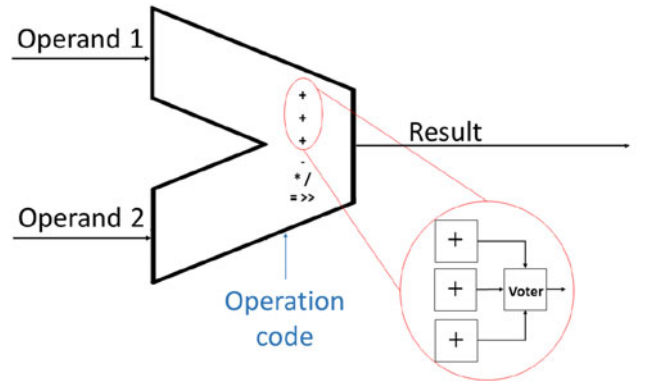 Operand 1
+
+
+
-
* /
= >>
Result
Operand 2
Operation
code
+
+
Voter
+